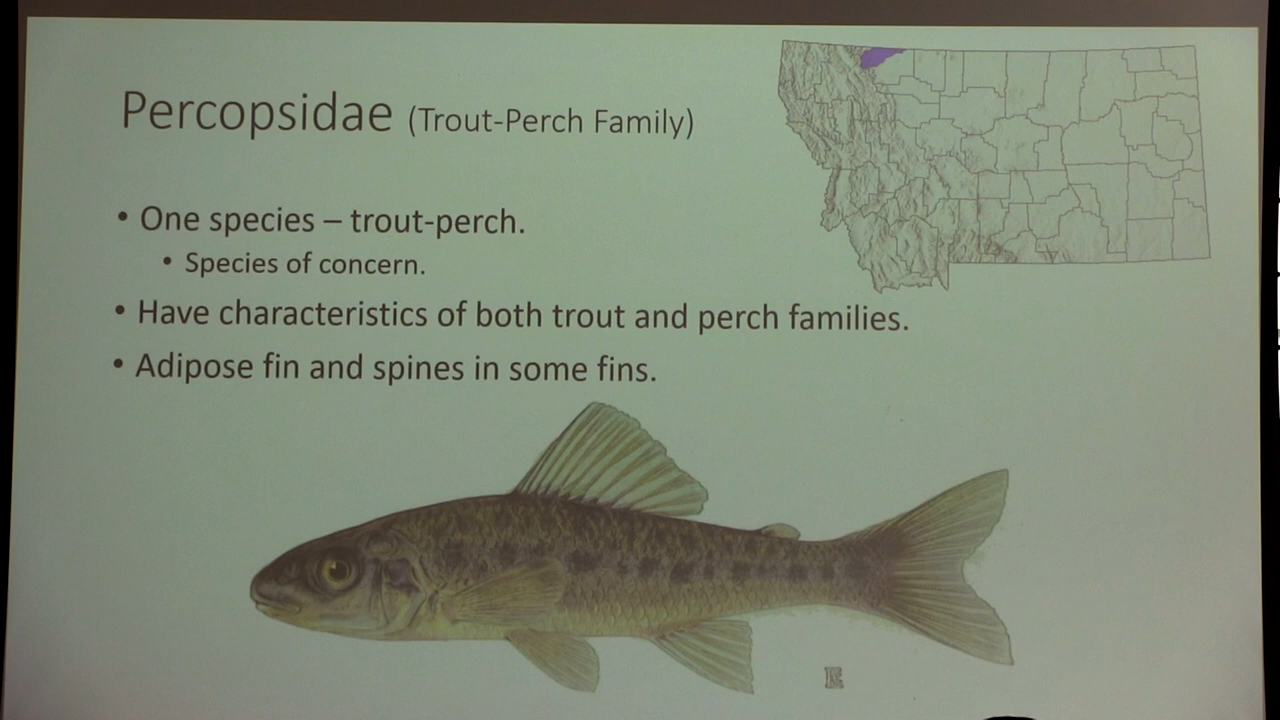 Percopsidae (Trout-Perch Family)
• One species – trout-perch.
• Species of concern.
• Have characteristics of both trout and perch families.
• Adipose fin and spines in some fins.